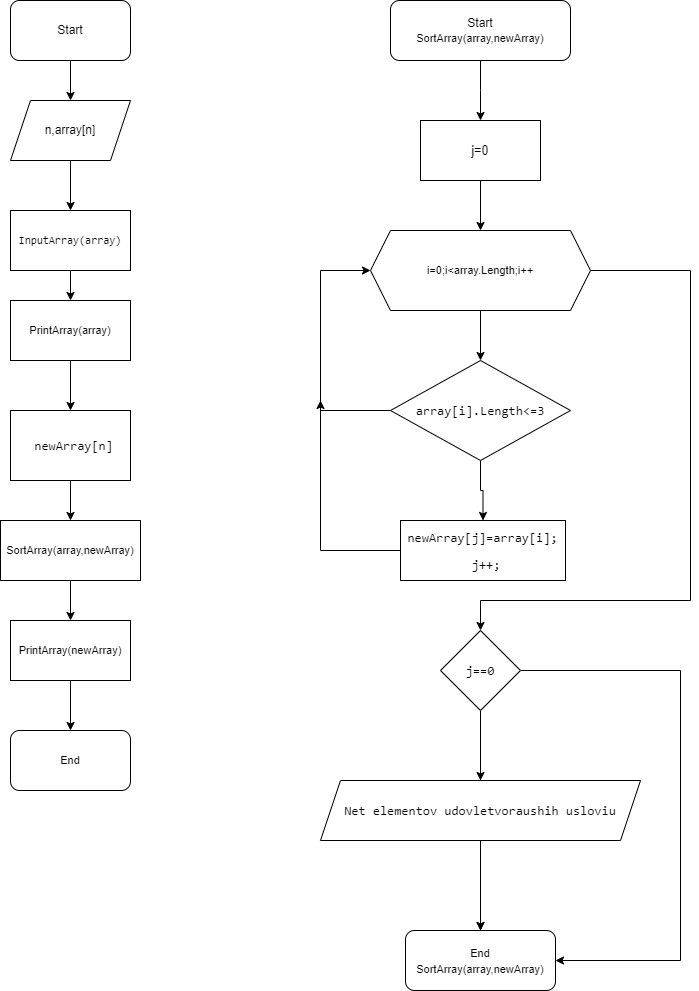 Start
n,array[n]
InputArray(array)
PrintArray(array)
newArray[n]
SortArray(array,newArray)
PrintArray(newArray)
End
Start
SortArray(array,newArray)
j=0
i=0;i<array.Length;i++
array[i].Length<=3
newArray[j]=array[i];
j++;
j==0
Net elementov udovletvoraushih usloviu
End
SortArray(array,newArray)